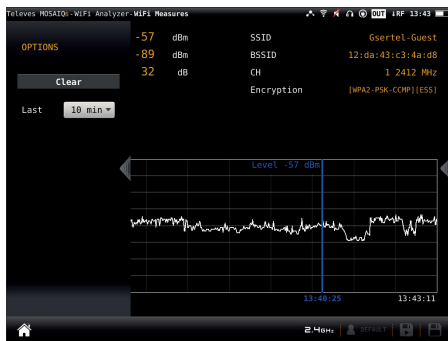 Televes MOSAIQ6-WiFi Analyzer-WiFi Measures OUT RF 13:43
OPTIONS
Clear
Last 10 min
-57 dBm SSID Gsertel-Guest
-89 dBm BSSID 12:da:43:c3:4a:d8
32 dB CH 1 2412 MHz
Encryption [WPA2-PSK-CCMP][ESS]
Level -57 dBm
13:40:25 13:43:11
2.4GHz DEFAULT